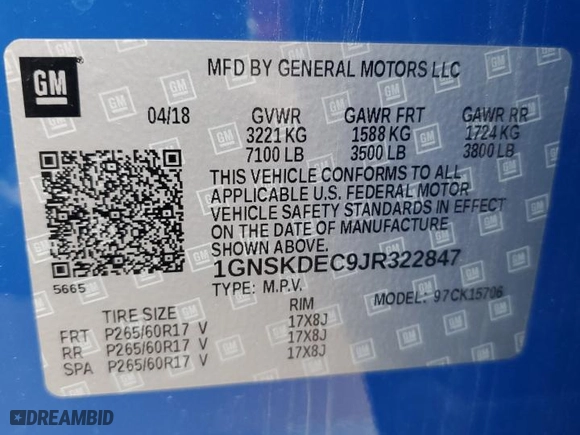 GM
MFD BY GENERAL MOTORS LLC
04/18 GVWR GAWR FRT GAWR RR
3221 KG 1588 KG 1724 KG
7100 LB 3500 LB 3800 LB
THIS VEHICLE CONFORMS TO ALL
APPLICABLE U.S. FEDERAL MOTOR
VEHICLE SAFETY STANDARDS IN EFFECT
ON THE DATE OF MANUFACTURE
SHOWN ABOVE.
1GNSKDEC9JR322847
5665
TYPE: M.P.V. MODEL: 97CK15706
TIRE SIZE RIM
FRT P265/60R17 V 17X8J
RR P265/60R17 V 17X8J
SPA P265/60R17 V 17X8J
DREAMBID